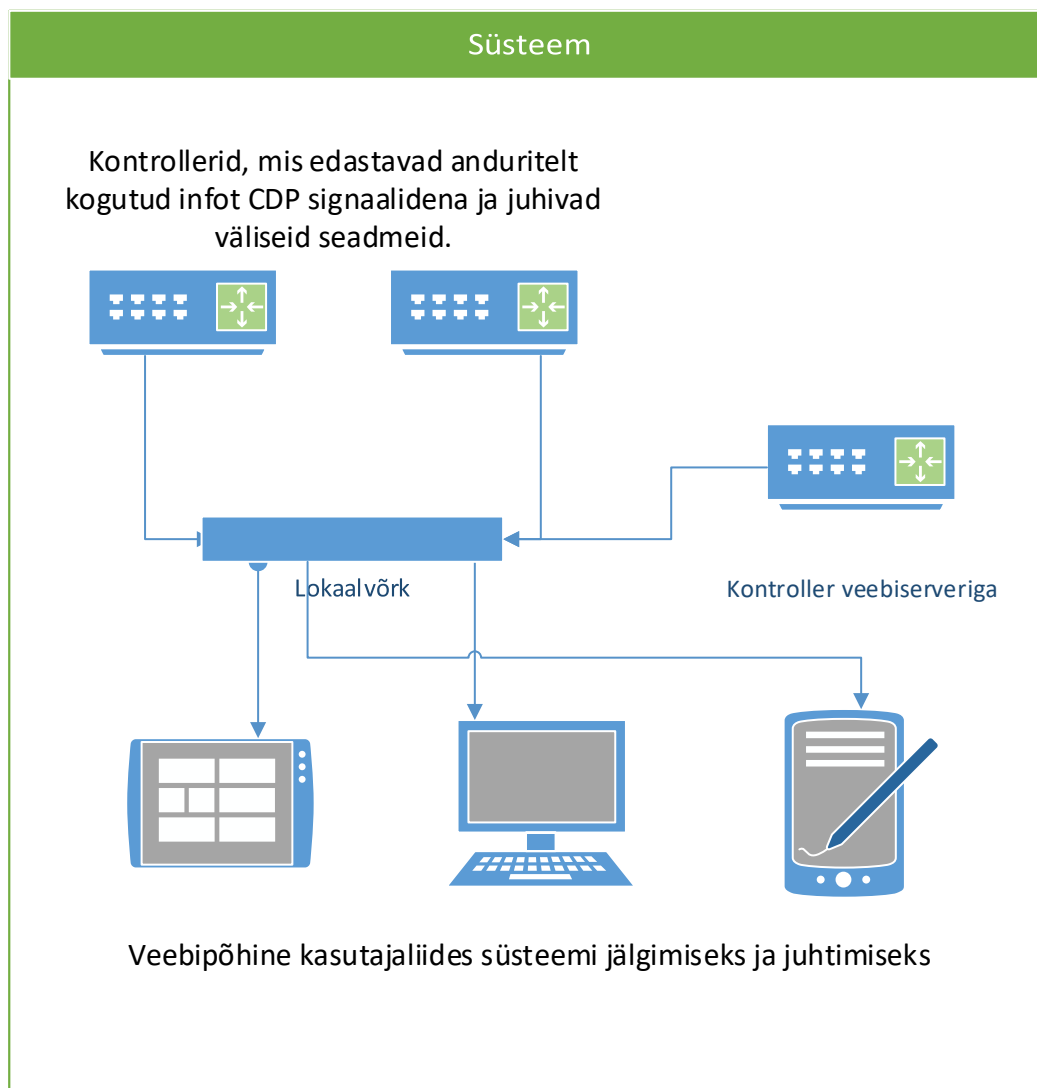 Süsteem
Kontrollerid, mis edastavad anduritelt
kogutud infot CDP signaalidena ja juhivad
väliseid seadmeid.
Lokaalvõrk
Kontroller veebiserveriga
Veebipõhine kasutajaliides süsteemi jälgimiseks ja juhtimiseks